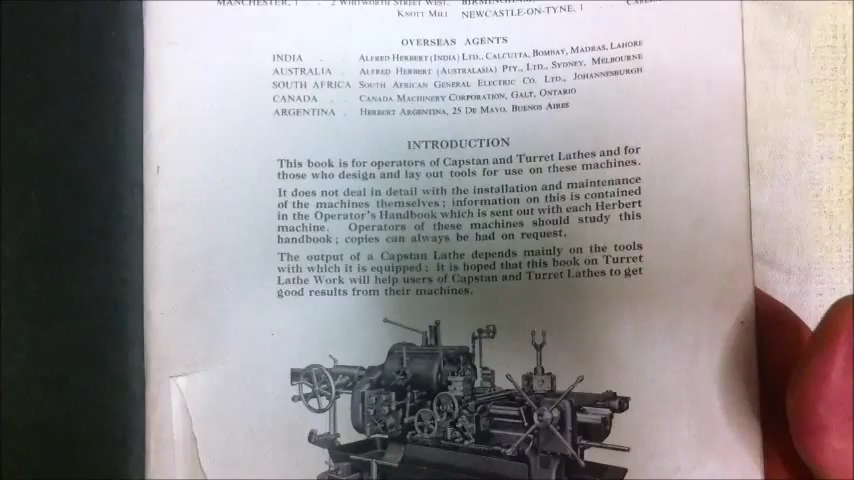 MANCHESTER, 1 2 WHITWORTH STREET WEST,
KNOTT MILL NEWCASTLE-ON-TYNE, 1
OVERSEAS AGENTS
INDIA . . ALFRED HERBERT (INDIA) LTD., CALCUTTA, BOMBAY, MADRAS, LAHORE
AUSTRALIA . ALFRED HERBERT (AUSTRALASIA) PTY., LTD., SYDNEY, MELBOURNE
SOUTH AFRICA SOUTH AFRICAN GENERAL ELECTRIC CO. LTD., JOHANNESBURGH
CANADA . CANADA MACHINERY CORPORATION, GALT, ONTARIO
ARGENTINA . HERBERT ARGENTINA, 25 DE MAYO, BUENOS AIRES
INTRODUCTION
This book is for operators of Capstan and Turret Lathes and for
those who design and lay out tools for use on these machines.
It does not deal in detail with the installation and maintenance
of the machines themselves; information on this is contained
in the Operator's Handbook which is sent out with each Herbert
machine. Operators of these machines should study this
handbook; copies can always be had on request.
The output of a Capstan Lathe depends mainly on the tools
with which it is equipped; it is hoped that this book on Turret
Lathe Work will help users of Capstan and Turret Lathes to get
good results from their machines.